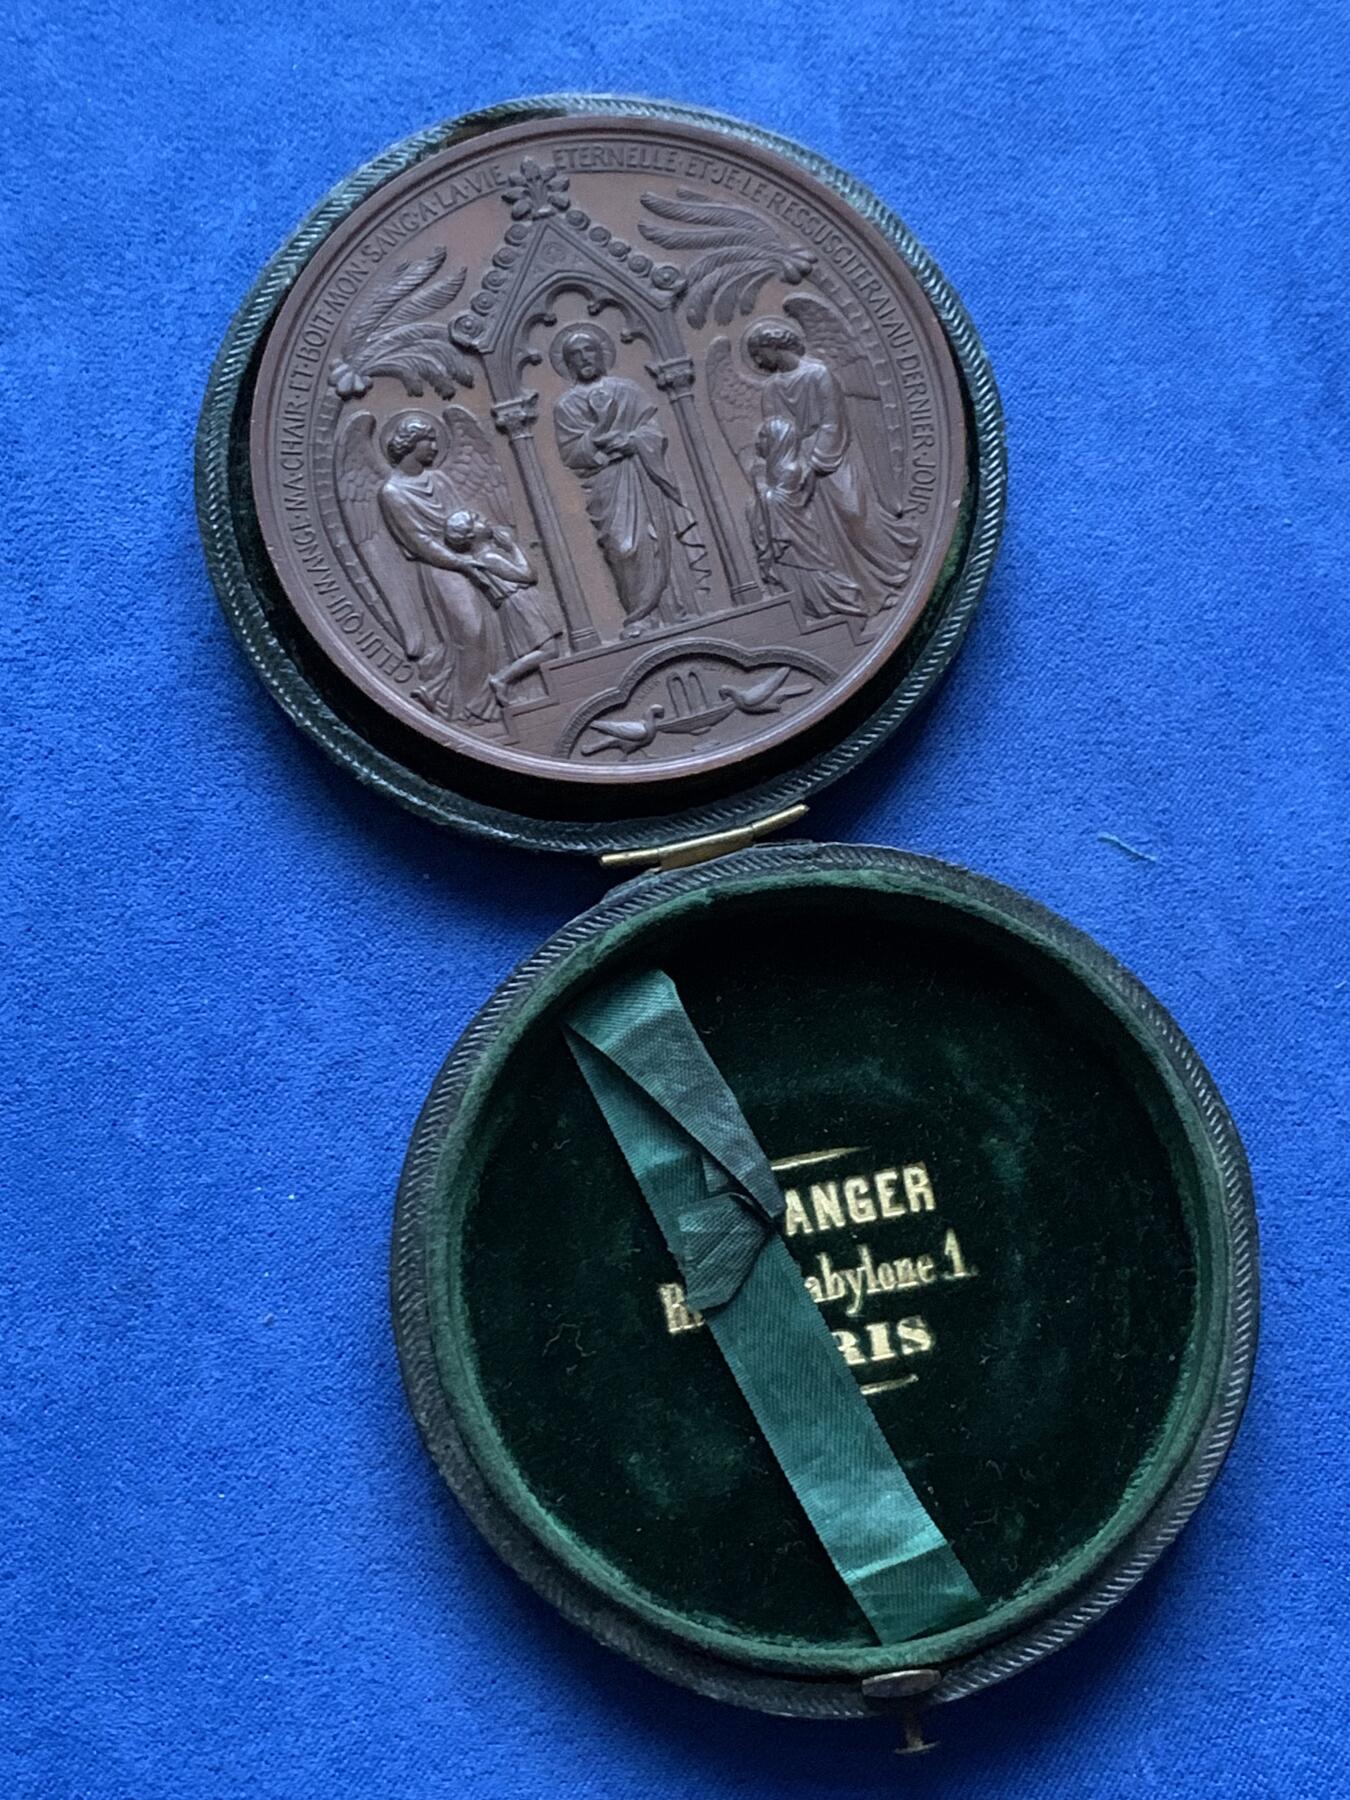 CELUI·QUI·MANGE·MA·CHAIR·ET·BOIT·MON·SANG·A·LA·VIE ETERNELLE·ET·JE·LE·RESSUSCITERAI·AU·DERNIER·JOUR·
ANGER
abylone 1.
RIS